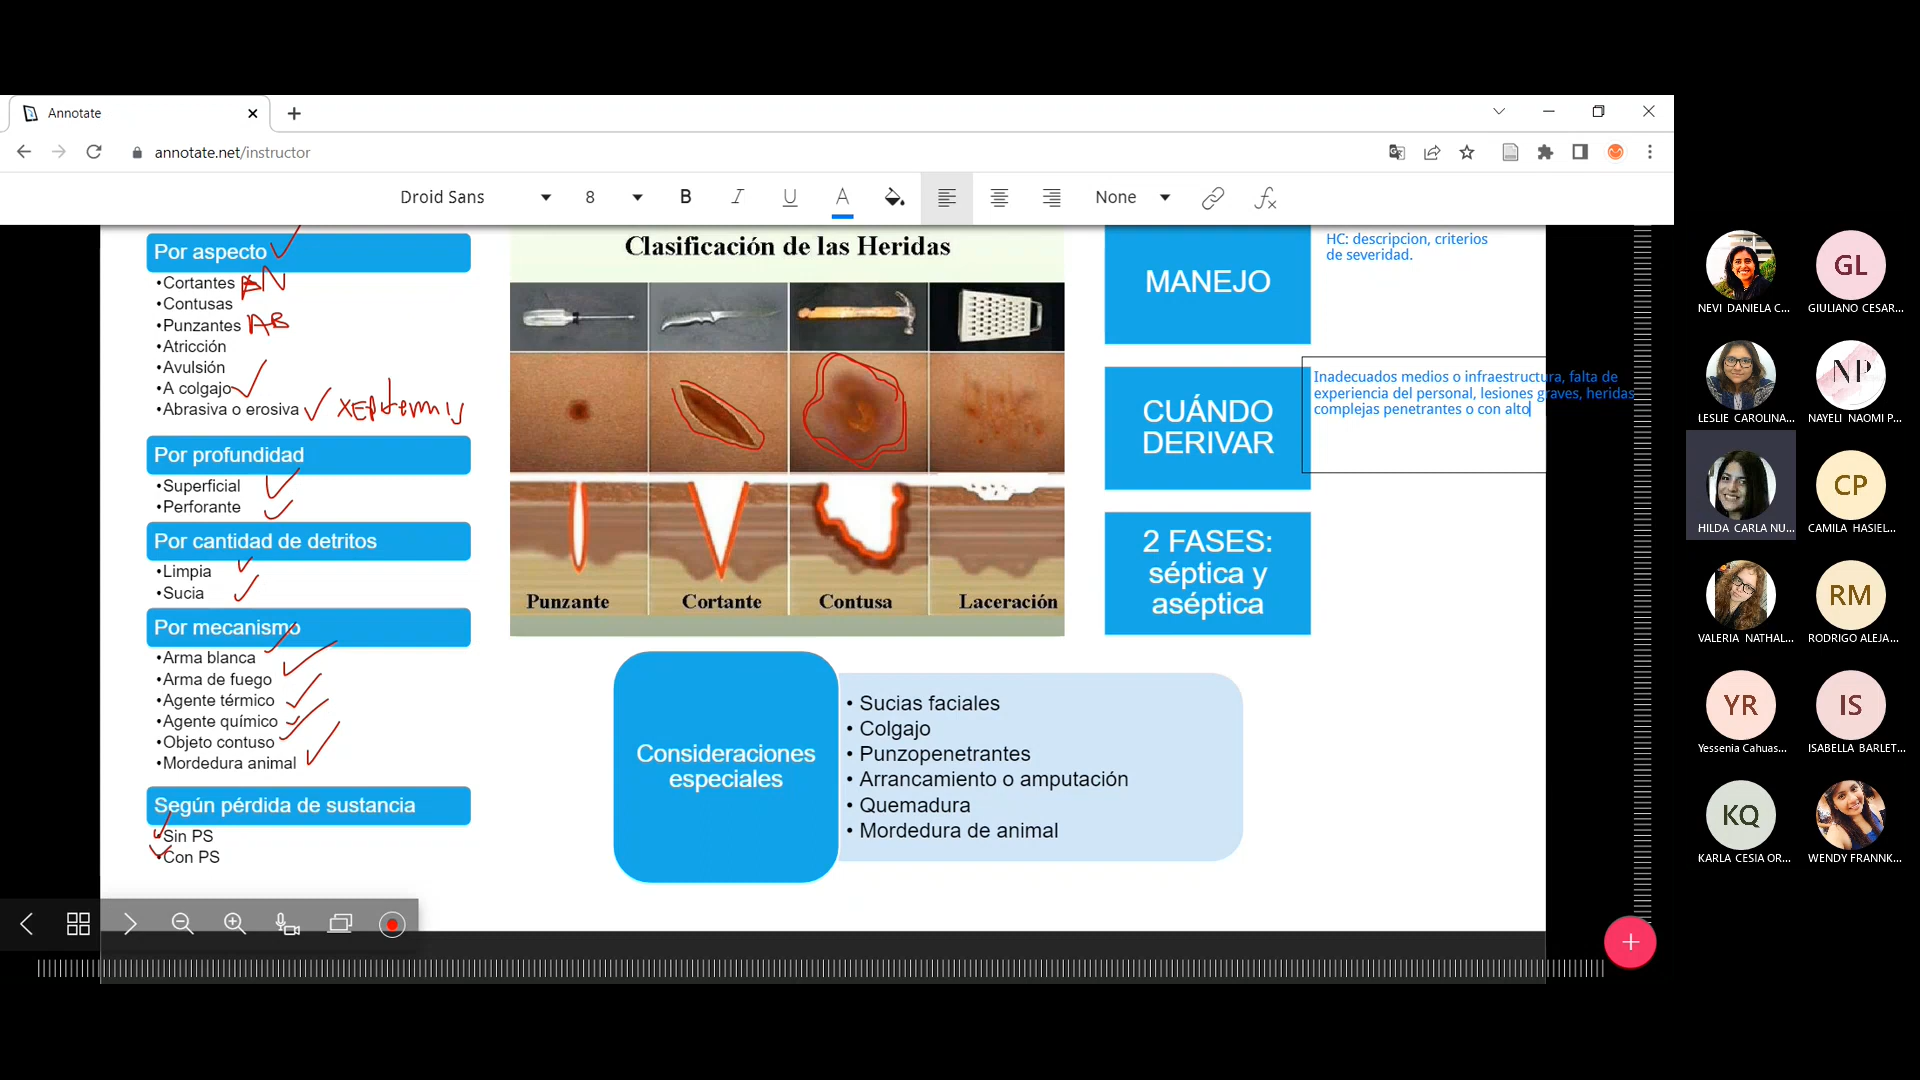 Annotate
annotate.net/instructor
Droid Sans
8
B
I
U
A
None
Por aspecto
•Cortantes AN
•Contusas
•Punzantes AB
•Atricción
•Avulsión
•A colgajo
•Abrasiva o erosiva
Por profundidad
•Superficial
•Perforante
Por cantidad de detritos
•Limpia
•Sucia
Por mecanismo
•Arma blanca
•Arma de fuego
•Agente térmico
•Agente químico
•Objeto contuso
•Mordedura animal
Según pérdida de sustancia
•Sin PS
•Con PS
Clasificación de las Heridas
Punzante
Cortante
Contusa
Laceración
MANEJO
HC: descripcion, criterios
de severidad.
CUÁNDO
DERIVAR
Inadecuados medios o infraestructura, falta de
experiencia del personal, lesiones graves, heridas
complejas penetrantes o con alto
2 FASES:
séptica y
aséptica
Consideraciones
especiales
• Sucias faciales
• Colgajo
• Punzopenetrantes
• Arrancamiento o amputación
• Quemadura
• Mordedura de animal
NEVI DANIELA C...
GL
GIULIANO CESAR...
LESLIE CAROLINA...
NP
NAYELI NAOMI P...
HILDA CARLA NU...
CP
CAMILA HASIEL...
VALERIA NATHAL...
RM
RODRIGO ALEJA...
YR
Yessenia Cahuas...
IS
ISABELLA BARLET...
KQ
KARLA CESIA OR...
WENDY FRANNK...